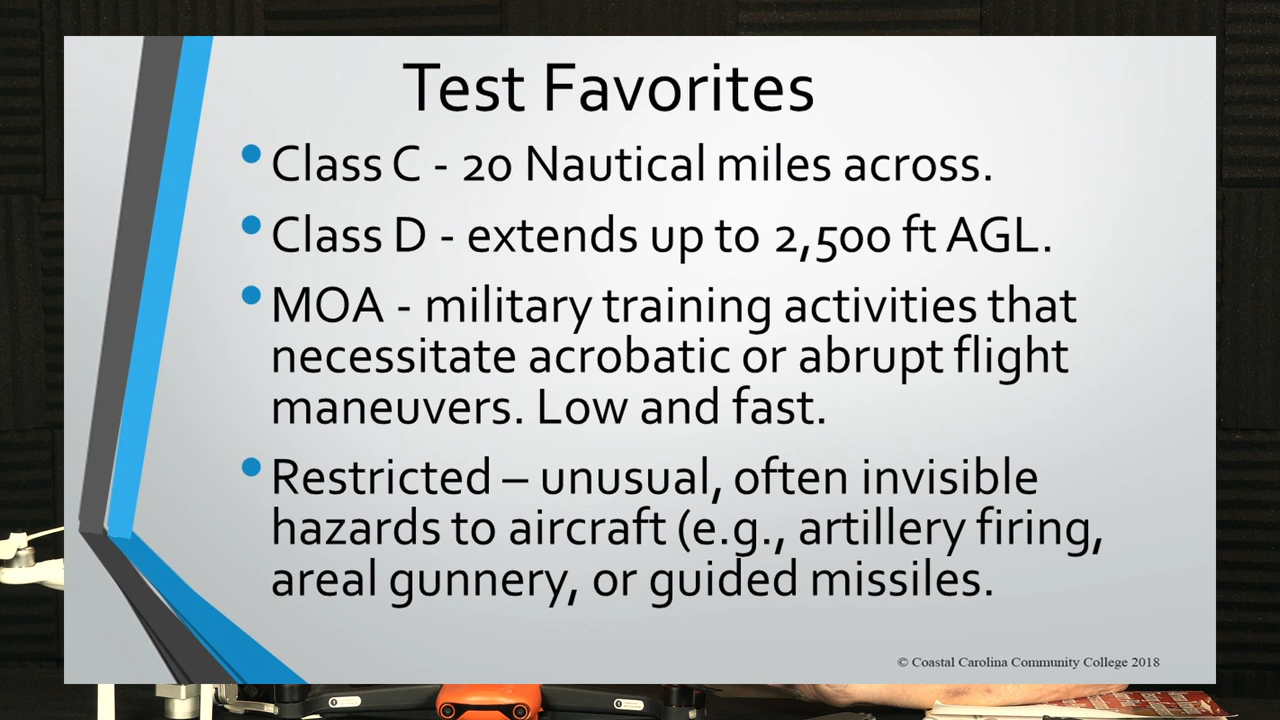 Test Favorites
• Class C - 20 Nautical miles across.
• Class D - extends up to 2,500 ft AGL.
• MOA - military training activities that
necessitate acrobatic or abrupt flight
maneuvers. Low and fast.
• Restricted – unusual, often invisible
hazards to aircraft (e.g., artillery firing,
areal gunnery, or guided missiles.
© Coastal Carolina Community College 2018